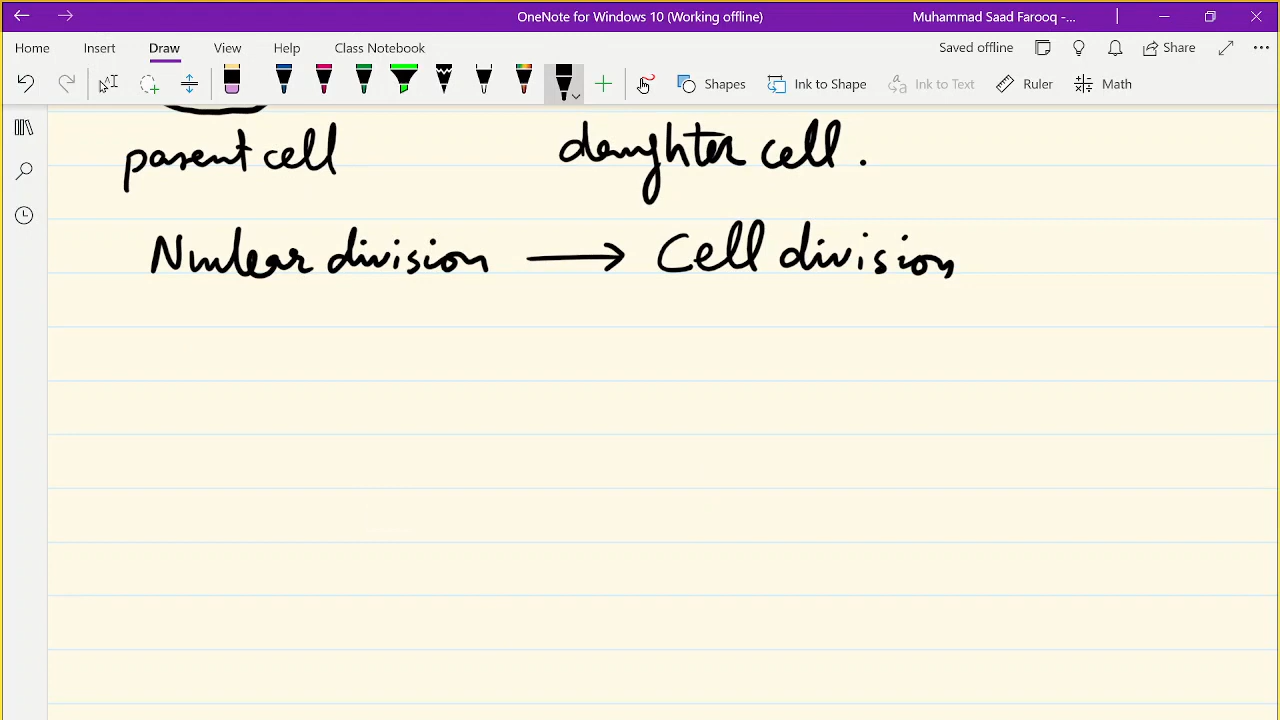 OneNote for Windows 10 (Working offline) Muhammad Saad Farooq -...
Home Insert Draw View Help Class Notebook Saved offline Share
Shapes Ink to Shape Ink to Text Ruler Math
parent cell daughter cell .
Nuclear division → Cell division